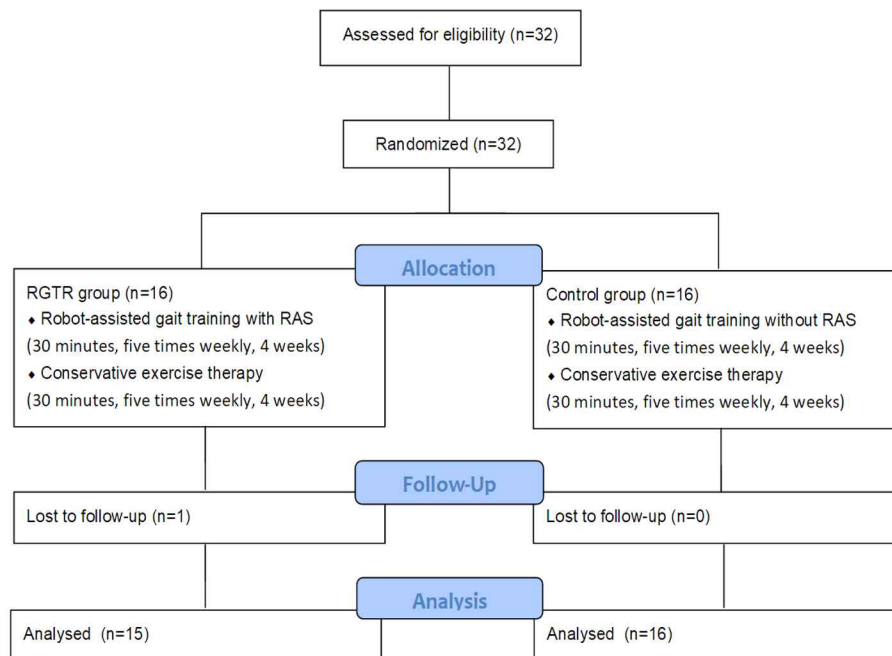 Assessed for eligibility (n=32)
Randomized (n=32)
Allocation
RGTR group (n=16)
♦ Robot-assisted gait training with RAS
(30 minutes, five times weekly, 4 weeks)
♦ Conservative exercise therapy
(30 minutes, five times weekly, 4 weeks)
Control group (n=16)
♦ Robot-assisted gait training without RAS
(30 minutes, five times weekly, 4 weeks)
♦ Conservative exercise therapy
(30 minutes, five times weekly, 4 weeks)
Follow-Up
Lost to follow-up (n=1)
Lost to follow-up (n=0)
Analysis
Analysed (n=15)
Analysed (n=16)